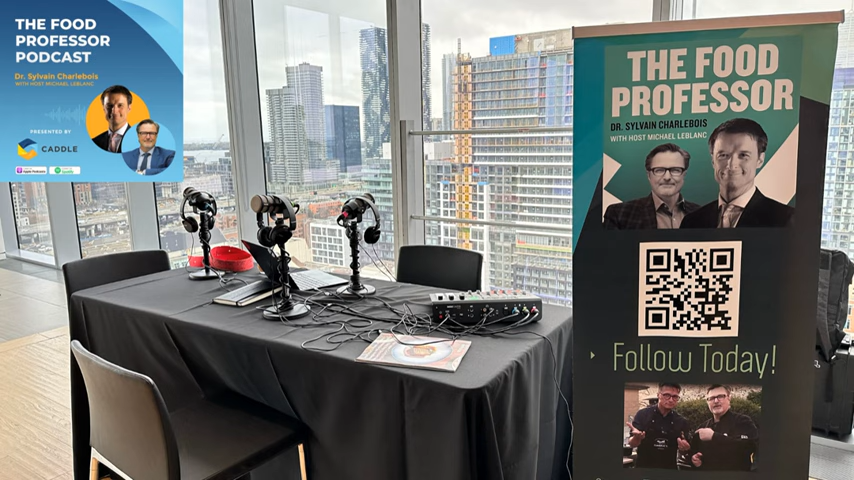 THE FOOD
PROFESSOR
PODCAST
Dr. Sylvain Charlebois
WITH HOST MICHAEL LEBLANC
PRESENTED BY
CADDLE
THE FOOD
PROFESSOR
DR. SYLVAIN CHARLEBOIS
WITH HOST MICHAEL LEBLANC
Follow Today!